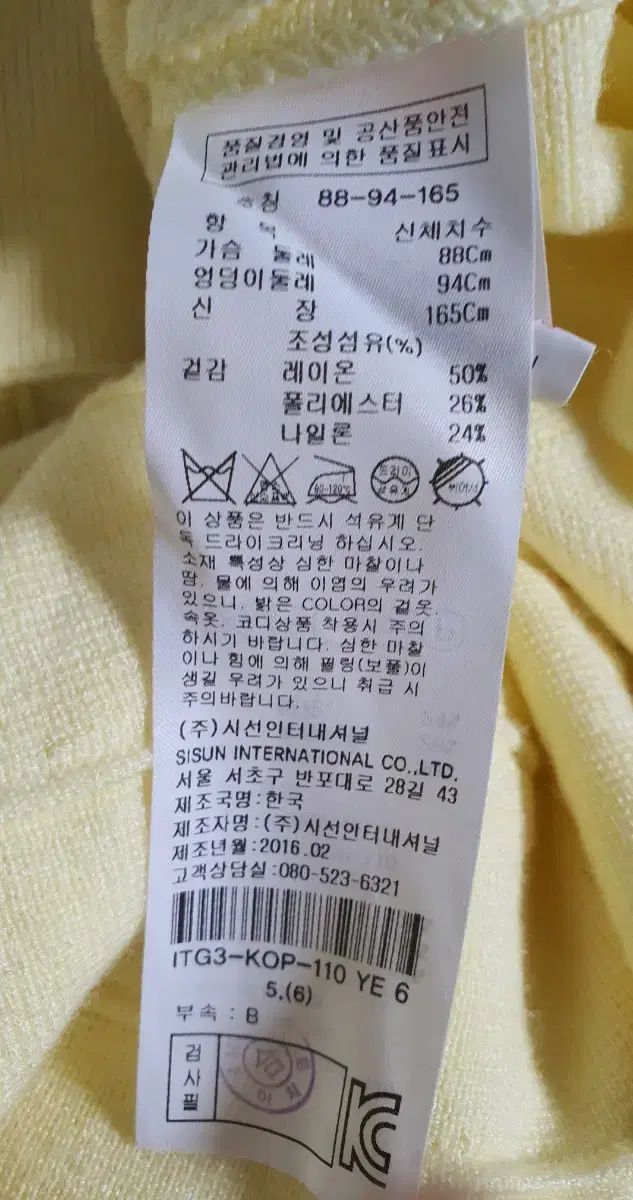 품질경영 및 공산품안전
관리법에 의한 품질표시
호칭 88-94-165
항 목 신체치수
가슴 둘레 88Cm
엉덩이둘레 94Cm
신 장 165Cm
조성섬유(%)
겉감 레이온 50%
폴리에스터 26%
나일론 24%
80-120℃ 드라이
석유계
이 상품은 반드시 석유계 단
독 드라이크리닝 하십시오.
소재 특성상 심한 마찰이나
땀, 물에 의해 이염의 우려가
있으니, 밝은 COLOR의 겉옷,
속옷, 코디상품 착용시 주의
하시기 바랍니다. 심한 마찰
이나 힘에 의해 필링(보풀)이
생길 우려가 있으니 취급 시
주의바랍니다.
(주)시선인터내셔널
SISUN INTERNATIONAL CO.,LTD.
서울 서초구 반포대로 28길 43
제조국명:한국
제조자명:(주)시선인터내셔널
제조년월:2016.02
고객상담실:080-523-6321
ITG3-KOP-110 YE 6
5.(6)
부속 : B
검
사
필